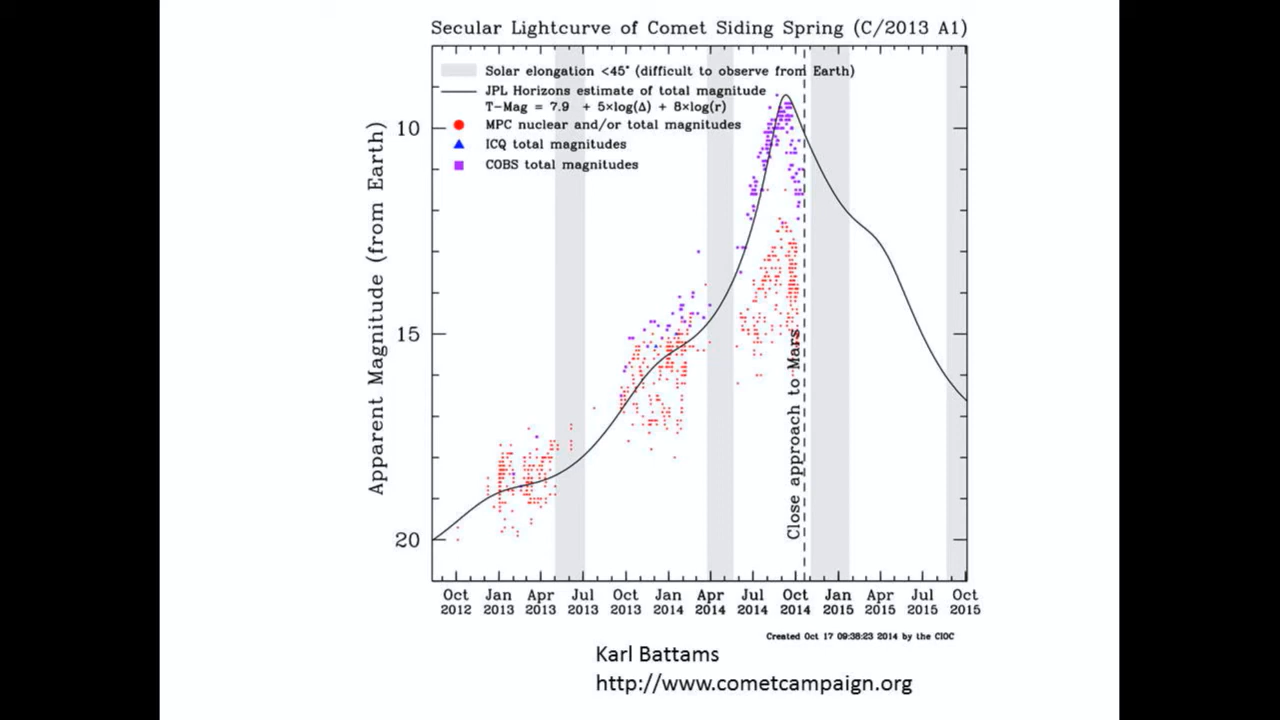 Secular Lightcurve of Comet Siding Spring (C/2013 A1)
Solar elongation <45° (difficult to observe from Earth)
JPL Horizons estimate of total magnitude
T-Mag = 7.9 + 5×log(Δ) + 8×log(r)
MPC nuclear and/or total magnitudes
ICQ total magnitudes
COBS total magnitudes
Apparent Magnitude (from Earth)
10
15
20
Close approach to Mars
Oct Jan Apr Jul Oct Jan Apr Jul Oct Jan Apr Jul Oct
2012 2013 2013 2013 2013 2014 2014 2014 2014 2015 2015 2015 2015
Created Oct 17 09:38:23 2014 by the CIOC
Karl Battams
http://www.cometcampaign.org